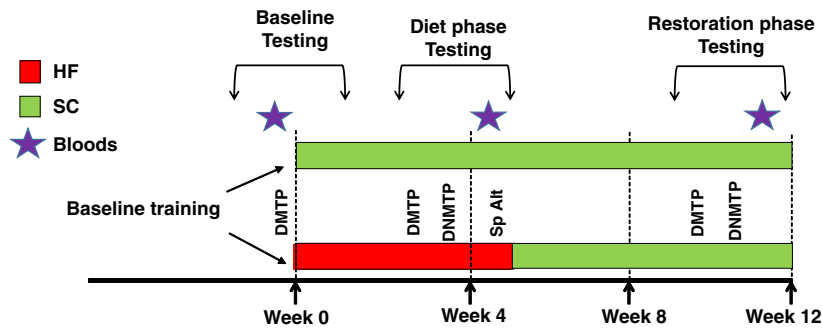 Baseline
Testing
Diet phase
Testing
Restoration phase
Testing
HF
SC
Bloods
Baseline training
DMTP
DMTP
DNMTP
Sp Alt
DMTP
DNMTP
Week 0
Week 4
Week 8
Week 12